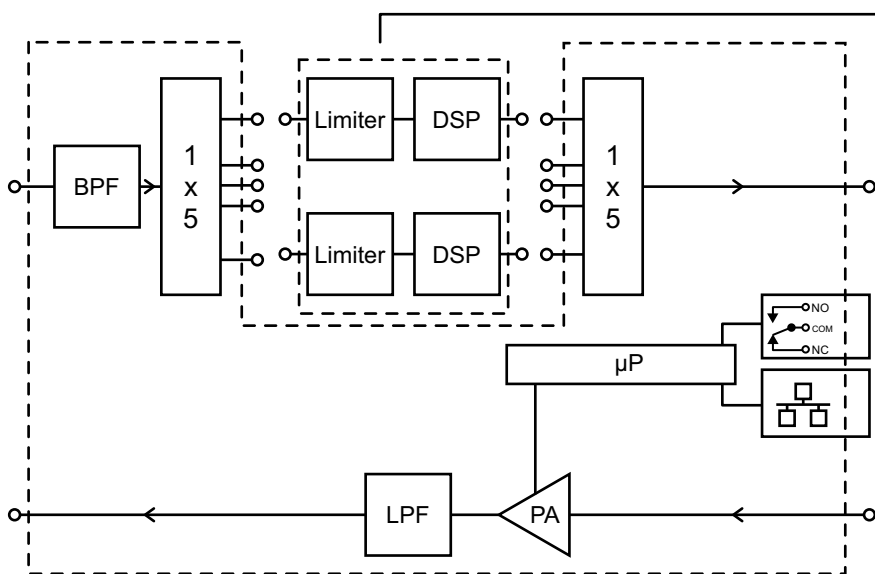 Limiter
DSP
1
x
5
BPF
1
x
5
Limiter
DSP
NO
COM
NC
µP
LPF
PA